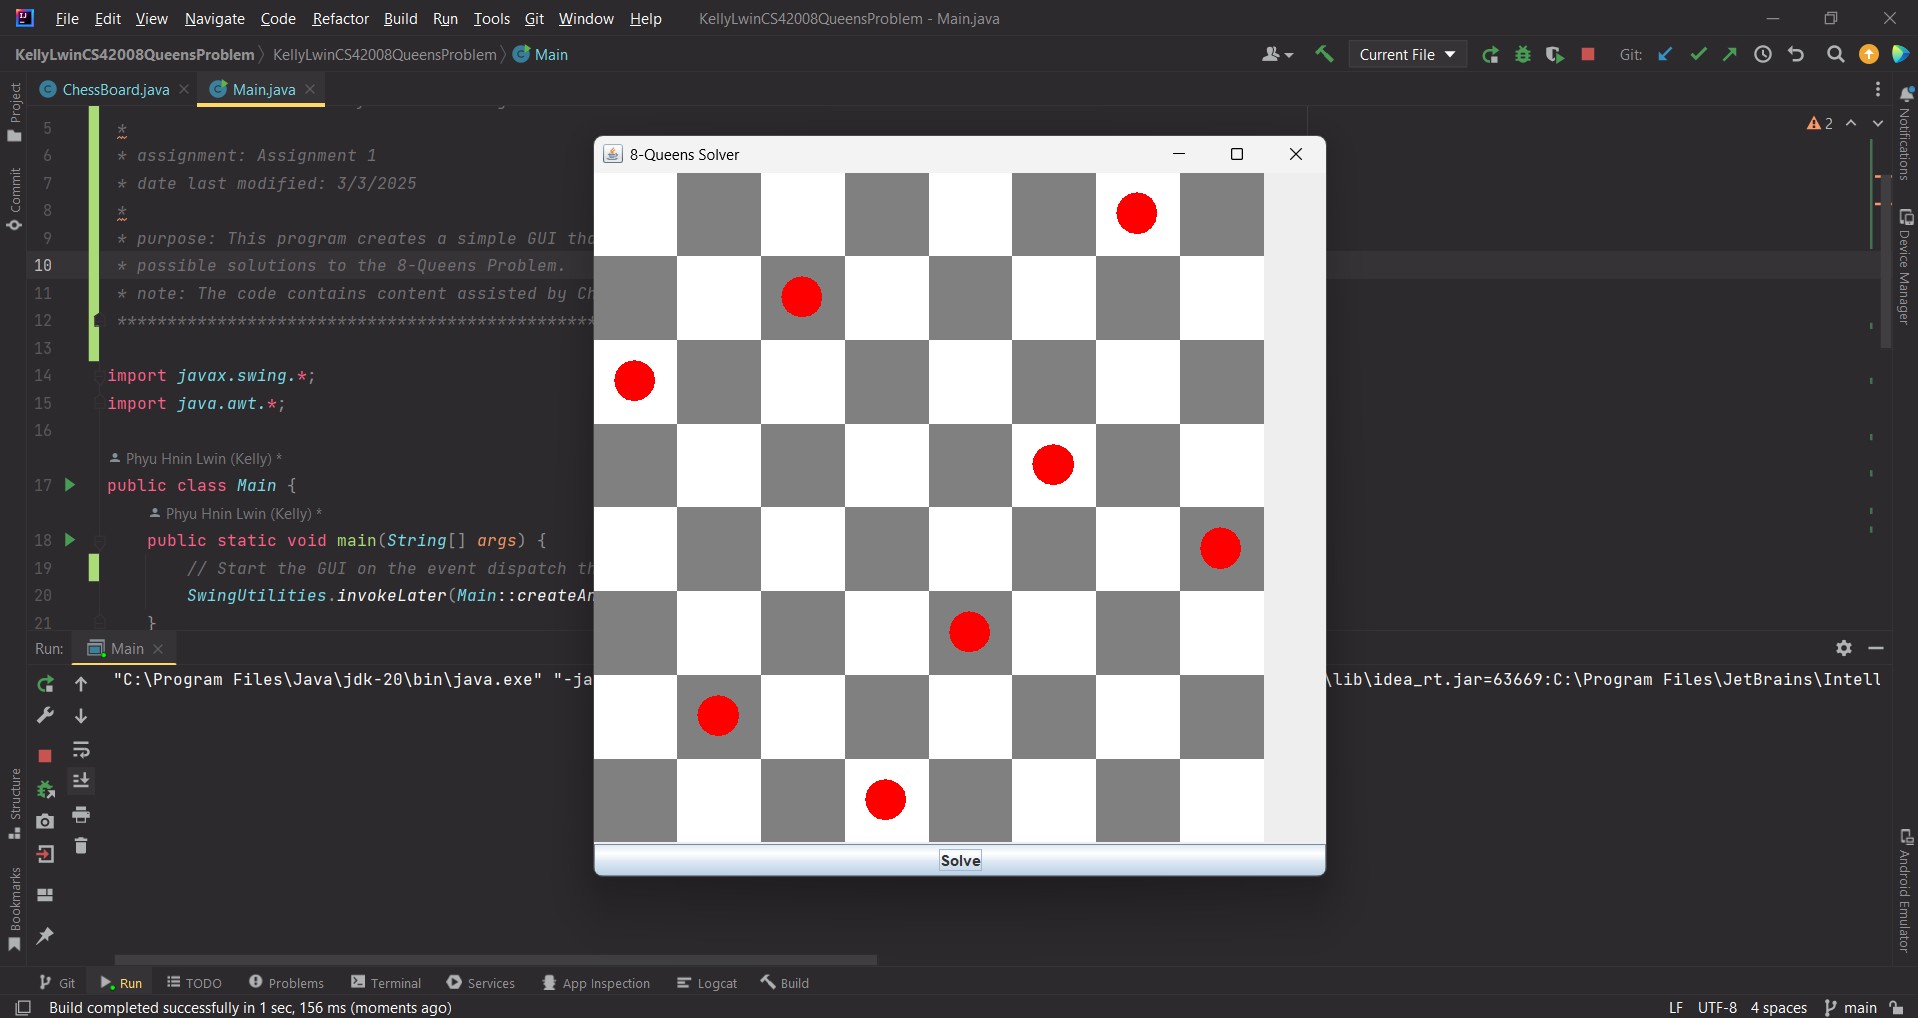 File Edit View Navigate Code Refactor Build Run Tools Git Window Help KellyLwinCS42008QueensProblem - Main.java
KellyLwinCS42008QueensProblem KellyLwinCS42008QueensProblem Main Current File Git:
Project
Commit
Structure
Bookmarks
ChessBoard.java Main.java
2
5 *
6 * assignment: Assignment 1
7 * date last modified: 3/3/2025
8 *
9 * purpose: This program creates a simple GUI tha
10 * possible solutions to the 8-Queens Problem.
11 * note: The code contains content assisted by Ch
12 ************************************************
13
14 import javax.swing.*;
15 import java.awt.*;
16
Phyu Hnin Lwin (Kelly) *
17 public class Main {
Phyu Hnin Lwin (Kelly) *
18 public static void main(String[] args) {
19 // Start the GUI on the event dispatch th
20 SwingUtilities.invokeLater(Main::createAn
21 }
8-Queens Solver
Solve
Notifications
Device Manager
Android Emulator
Run: Main
"C:\Program Files\Java\jdk-20\bin\java.exe" "-ja \lib\idea_rt.jar=63669:C:\Program Files\JetBrains\Intell
Git Run TODO Problems Terminal Services App Inspection Logcat Build
Build completed successfully in 1 sec, 156 ms (moments ago) LF UTF-8 4 spaces main